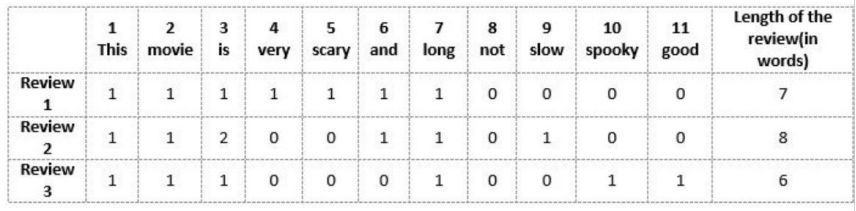 1 This 2 movie 3 is 4 very 5 scary 6 and 7 long 8 not 9 slow 10 spooky 11 good Length of the review(in words)
Review 1 1 1 1 1 1 1 1 0 0 0 0 7
Review 2 1 1 2 0 0 1 1 0 1 0 0 8
Review 3 1 1 1 0 0 0 1 0 0 1 1 6